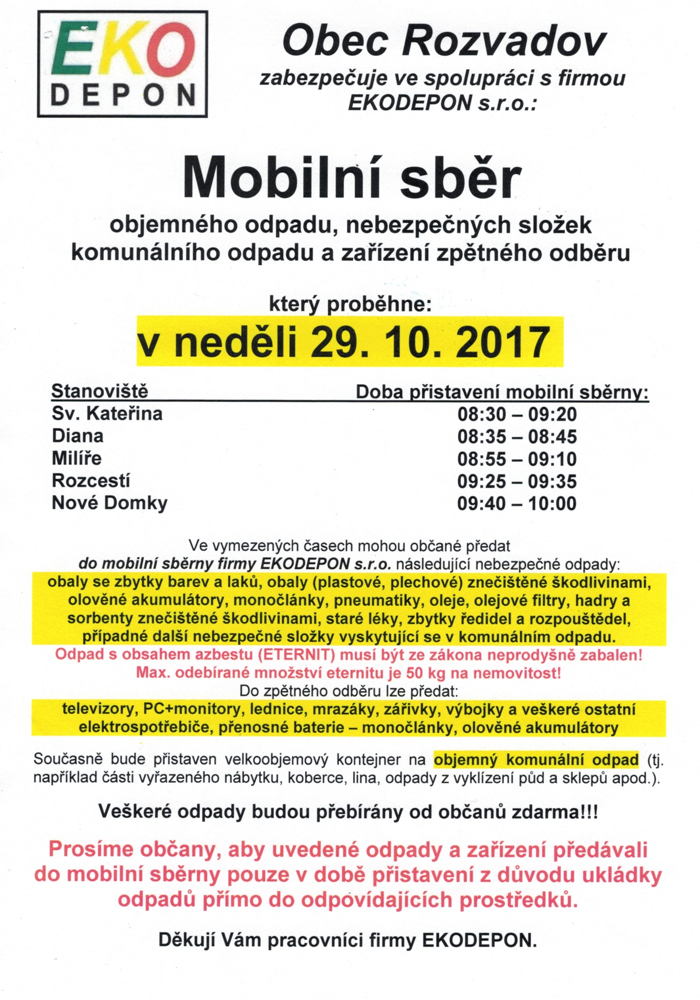 EKO
DEPON
Obec Rozvadov
zabezpečuje ve spolupráci s firmou
EKODEPON s.r.o.:
Mobilní sběr
objemného odpadu, nebezpečných složek
komunálního odpadu a zařízení zpětného odběru
který proběhne:
v neděli 29. 10. 2017
Stanoviště Doba přistavení mobilní sběrny:
Sv. Kateřina 08:30 – 09:20
Diana 08:35 – 08:45
Milíře 08:55 – 09:10
Rozcestí 09:25 – 09:35
Nové Domky 09:40 – 10:00
Ve vymezených časech mohou občané předat
do mobilní sběrny firmy EKODEPON s.r.o. následující nebezpečné odpady:
obaly se zbytky barev a laků, obaly (plastové, plechové) znečištěné škodlivinami,
olověné akumulátory, monočlánky, pneumatiky, oleje, olejové filtry, hadry a
sorbenty znečištěné škodlivinami, staré léky, zbytky ředidel a rozpouštědel,
případné další nebezpečné složky vyskytující se v komunálním odpadu.
Odpad s obsahem azbestu (ETERNIT) musí být ze zákona neprodyšně zabalen!
Max. odebírané množství eternitu je 50 kg na nemovitost!
Do zpětného odběru lze předat:
televizory, PC+monitory, lednice, mrazáky, zářivky, výbojky a veškeré ostatní
elektrospotřebiče, přenosné baterie – monočlánky, olověné akumulátory
Současně bude přistaven velkoobjemový kontejner na objemný komunální odpad (tj.
například části vyřazeného nábytku, koberce, lina, odpady z vyklízení půd a sklepů apod.).
Veškeré odpady budou přebírány od občanů zdarma!!!
Prosíme občany, aby uvedené odpady a zařízení předávali
do mobilní sběrny pouze v době přistavení z důvodu ukládky
odpadů přímo do odpovídajících prostředků.
Děkují Vám pracovníci firmy EKODEPON.